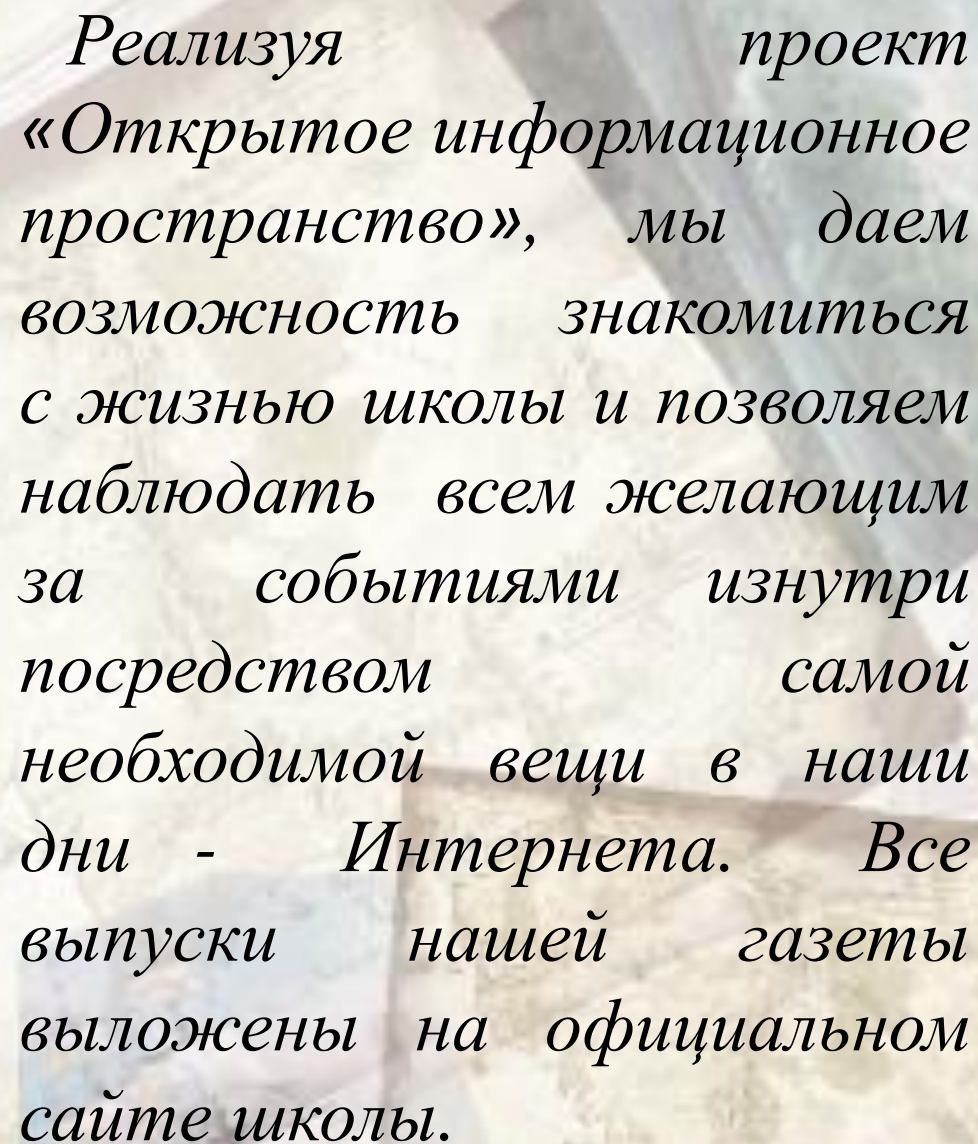 Реализуя проект
«Открытое информационное
пространство», мы даем
возможность знакомиться
с жизнью школы и позволяем
наблюдать всем желающим
за событиями изнутри
посредством самой
необходимой вещи в наши
дни - Интернета. Все
выпуски нашей газеты
выложены на официальном
сайте школы.